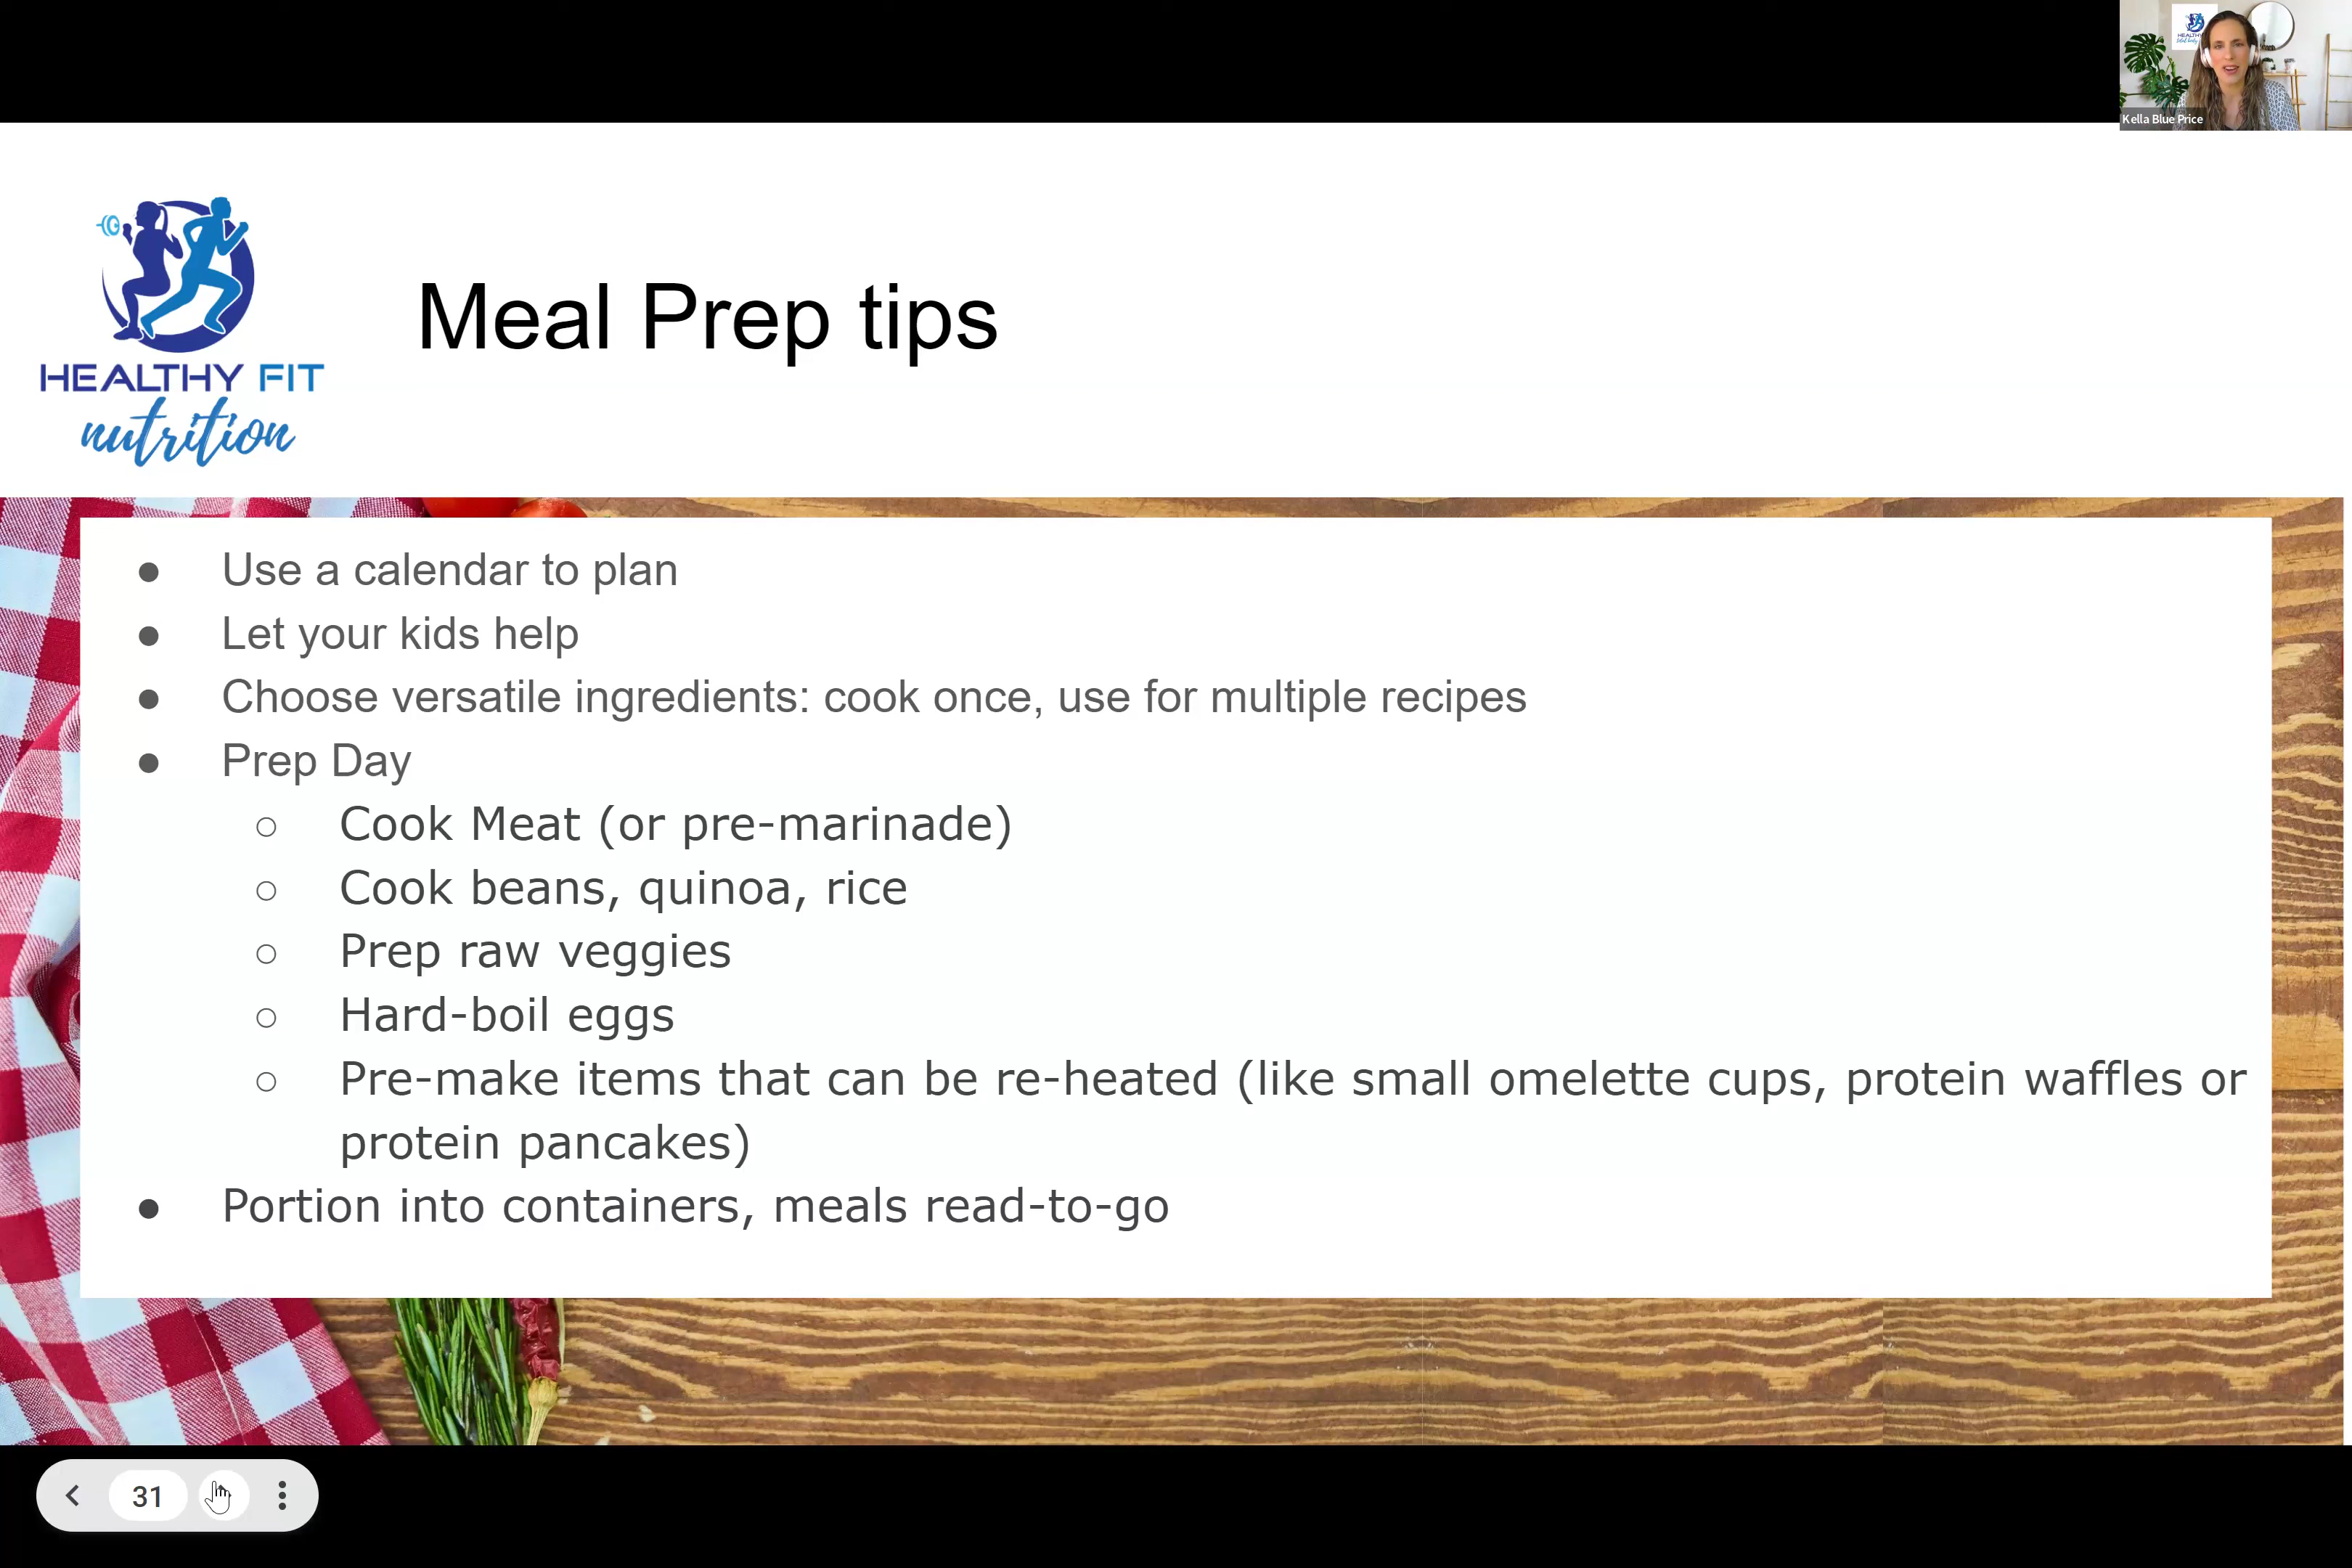 Kella Blue Price
HEALTHY FIT
nutrition
Meal Prep tips
● Use a calendar to plan
● Let your kids help
● Choose versatile ingredients: cook once, use for multiple recipes
● Prep Day
○ Cook Meat (or pre-marinade)
○ Cook beans, quinoa, rice
○ Prep raw veggies
○ Hard-boil eggs
○ Pre-make items that can be re-heated (like small omelette cups, protein waffles or
protein pancakes)
● Portion into containers, meals read-to-go
31